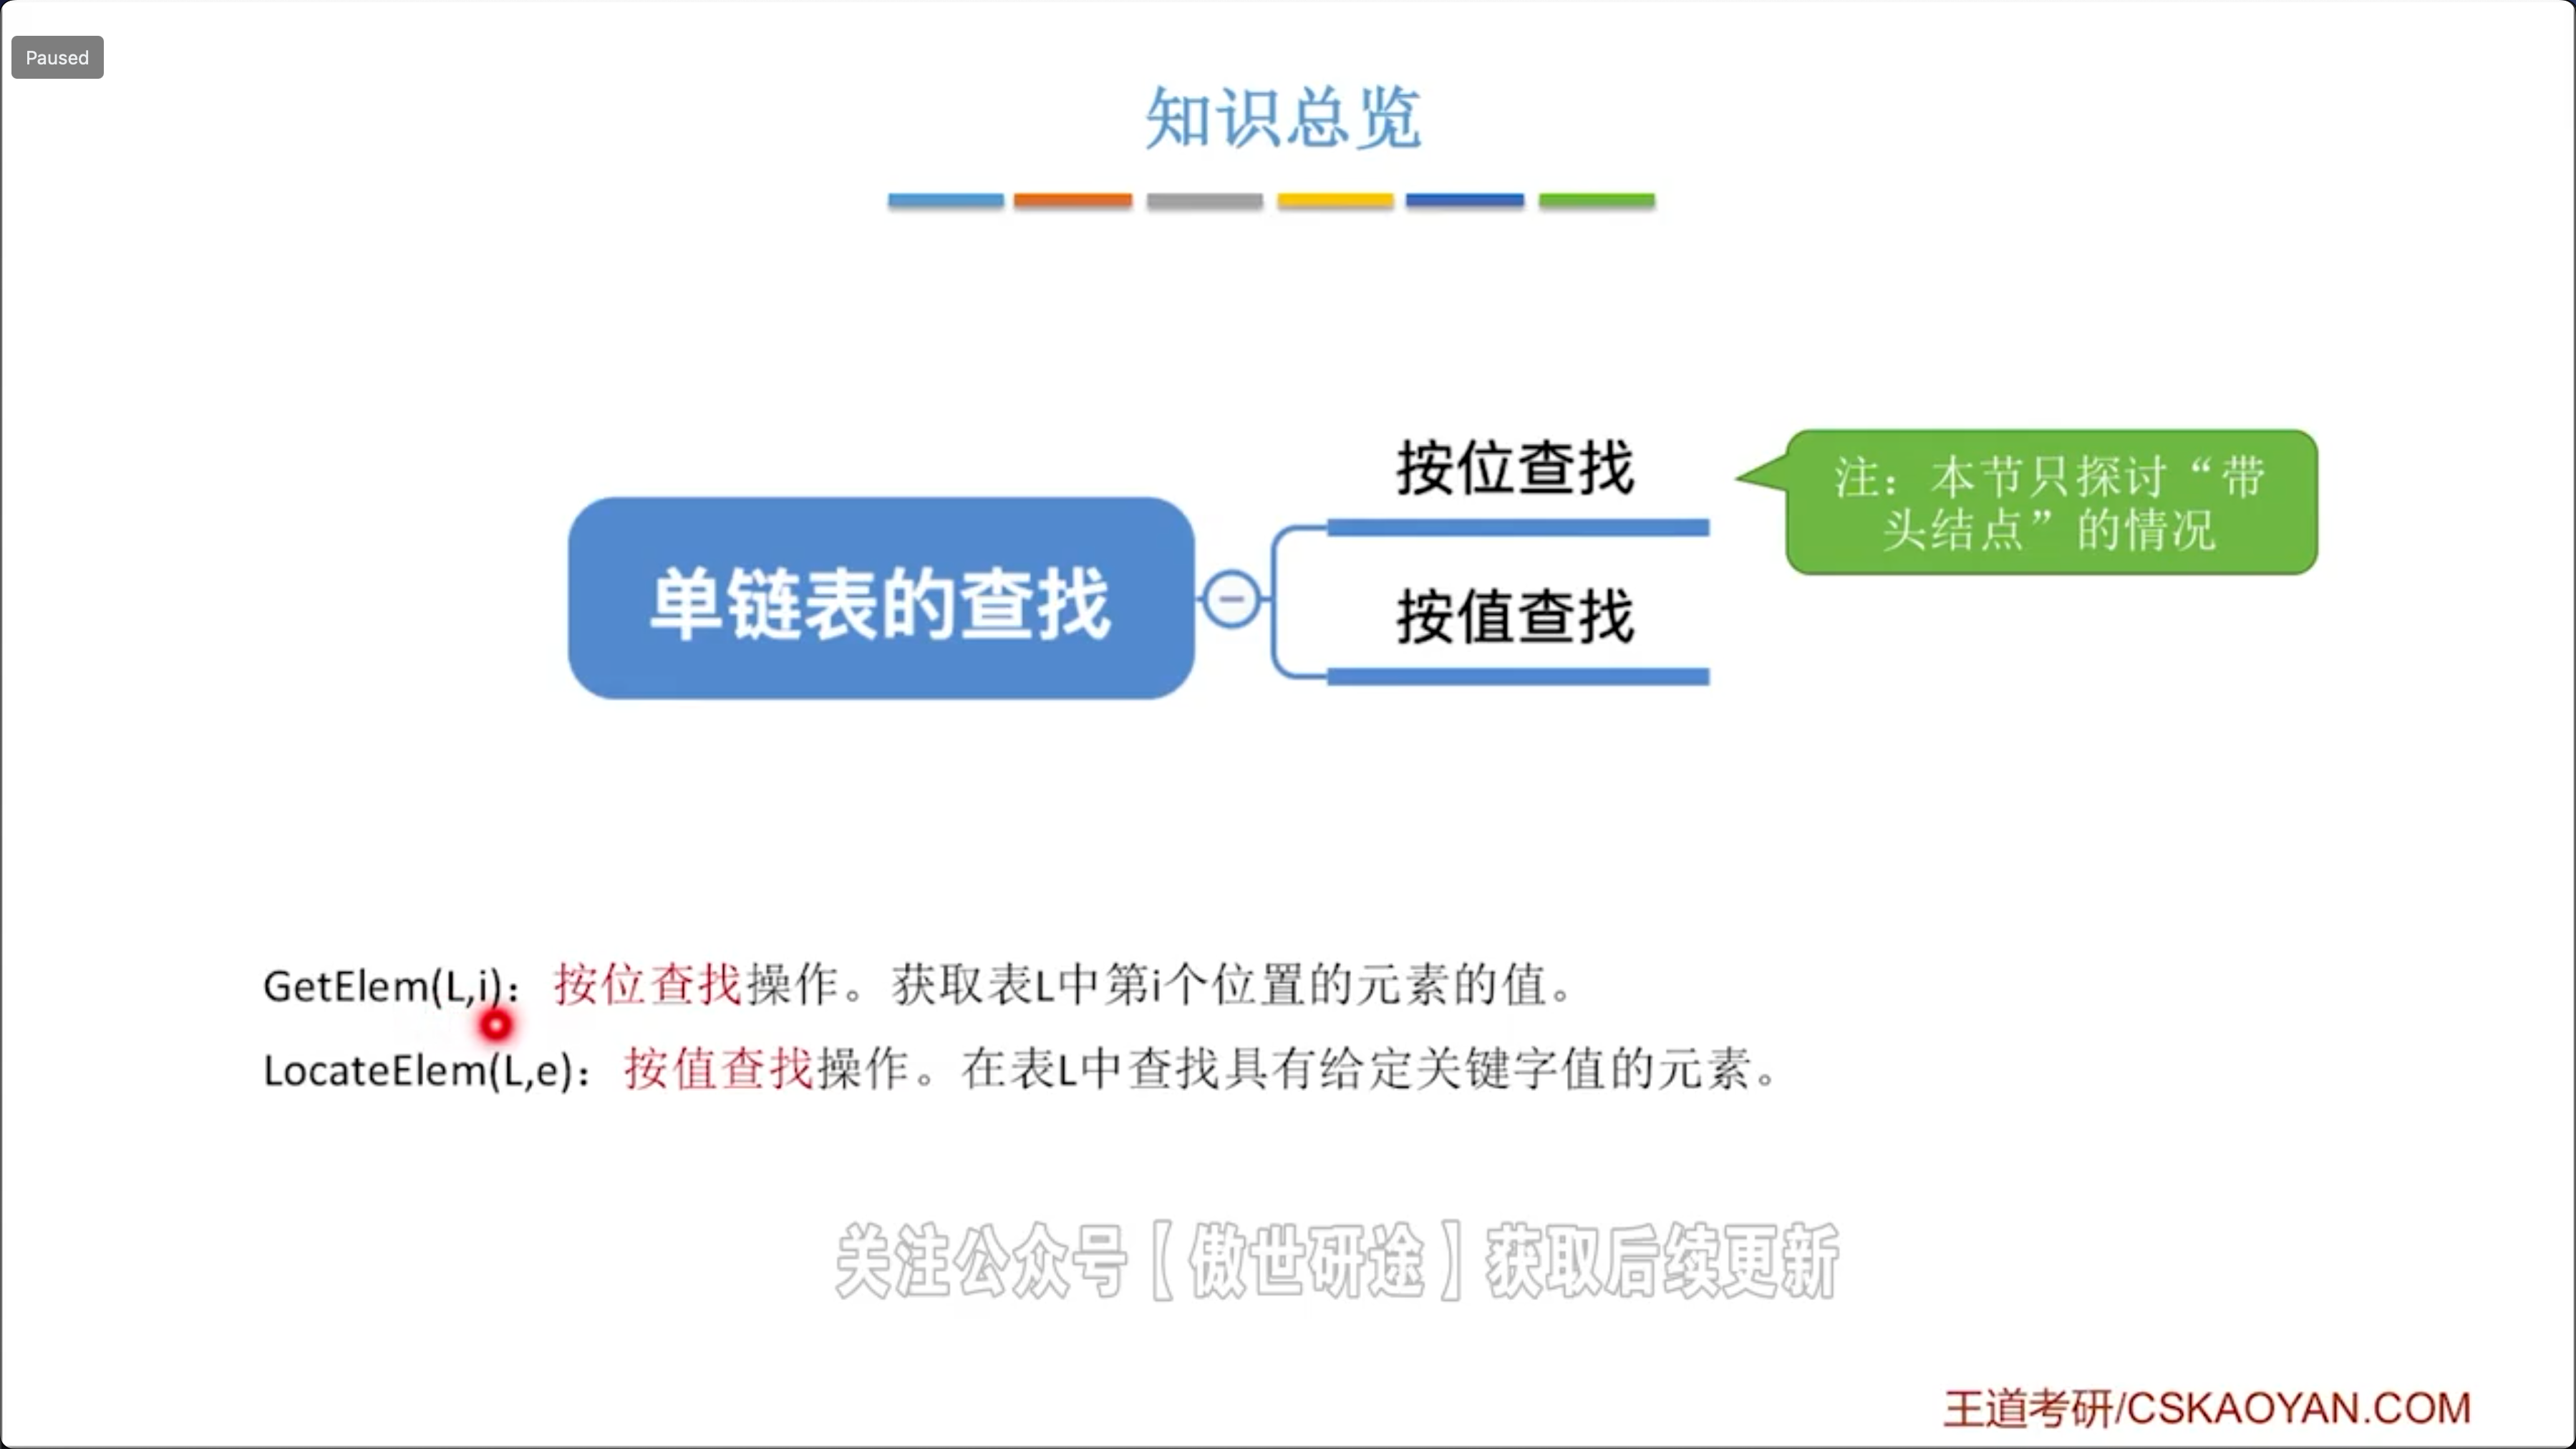 Paused
知识总览
按位查找
注：本节只探讨“带
头结点”的情况
单链表的查找
按值查找
GetElem(L,i)：按位查找操作。获取表L中第i个位置的元素的值。
LocateElem(L,e)：按值查找操作。在表L中查找具有给定关键字值的元素。
关注公众号【傲世研途】获取后续更新
王道考研/CSKAOYAN.COM